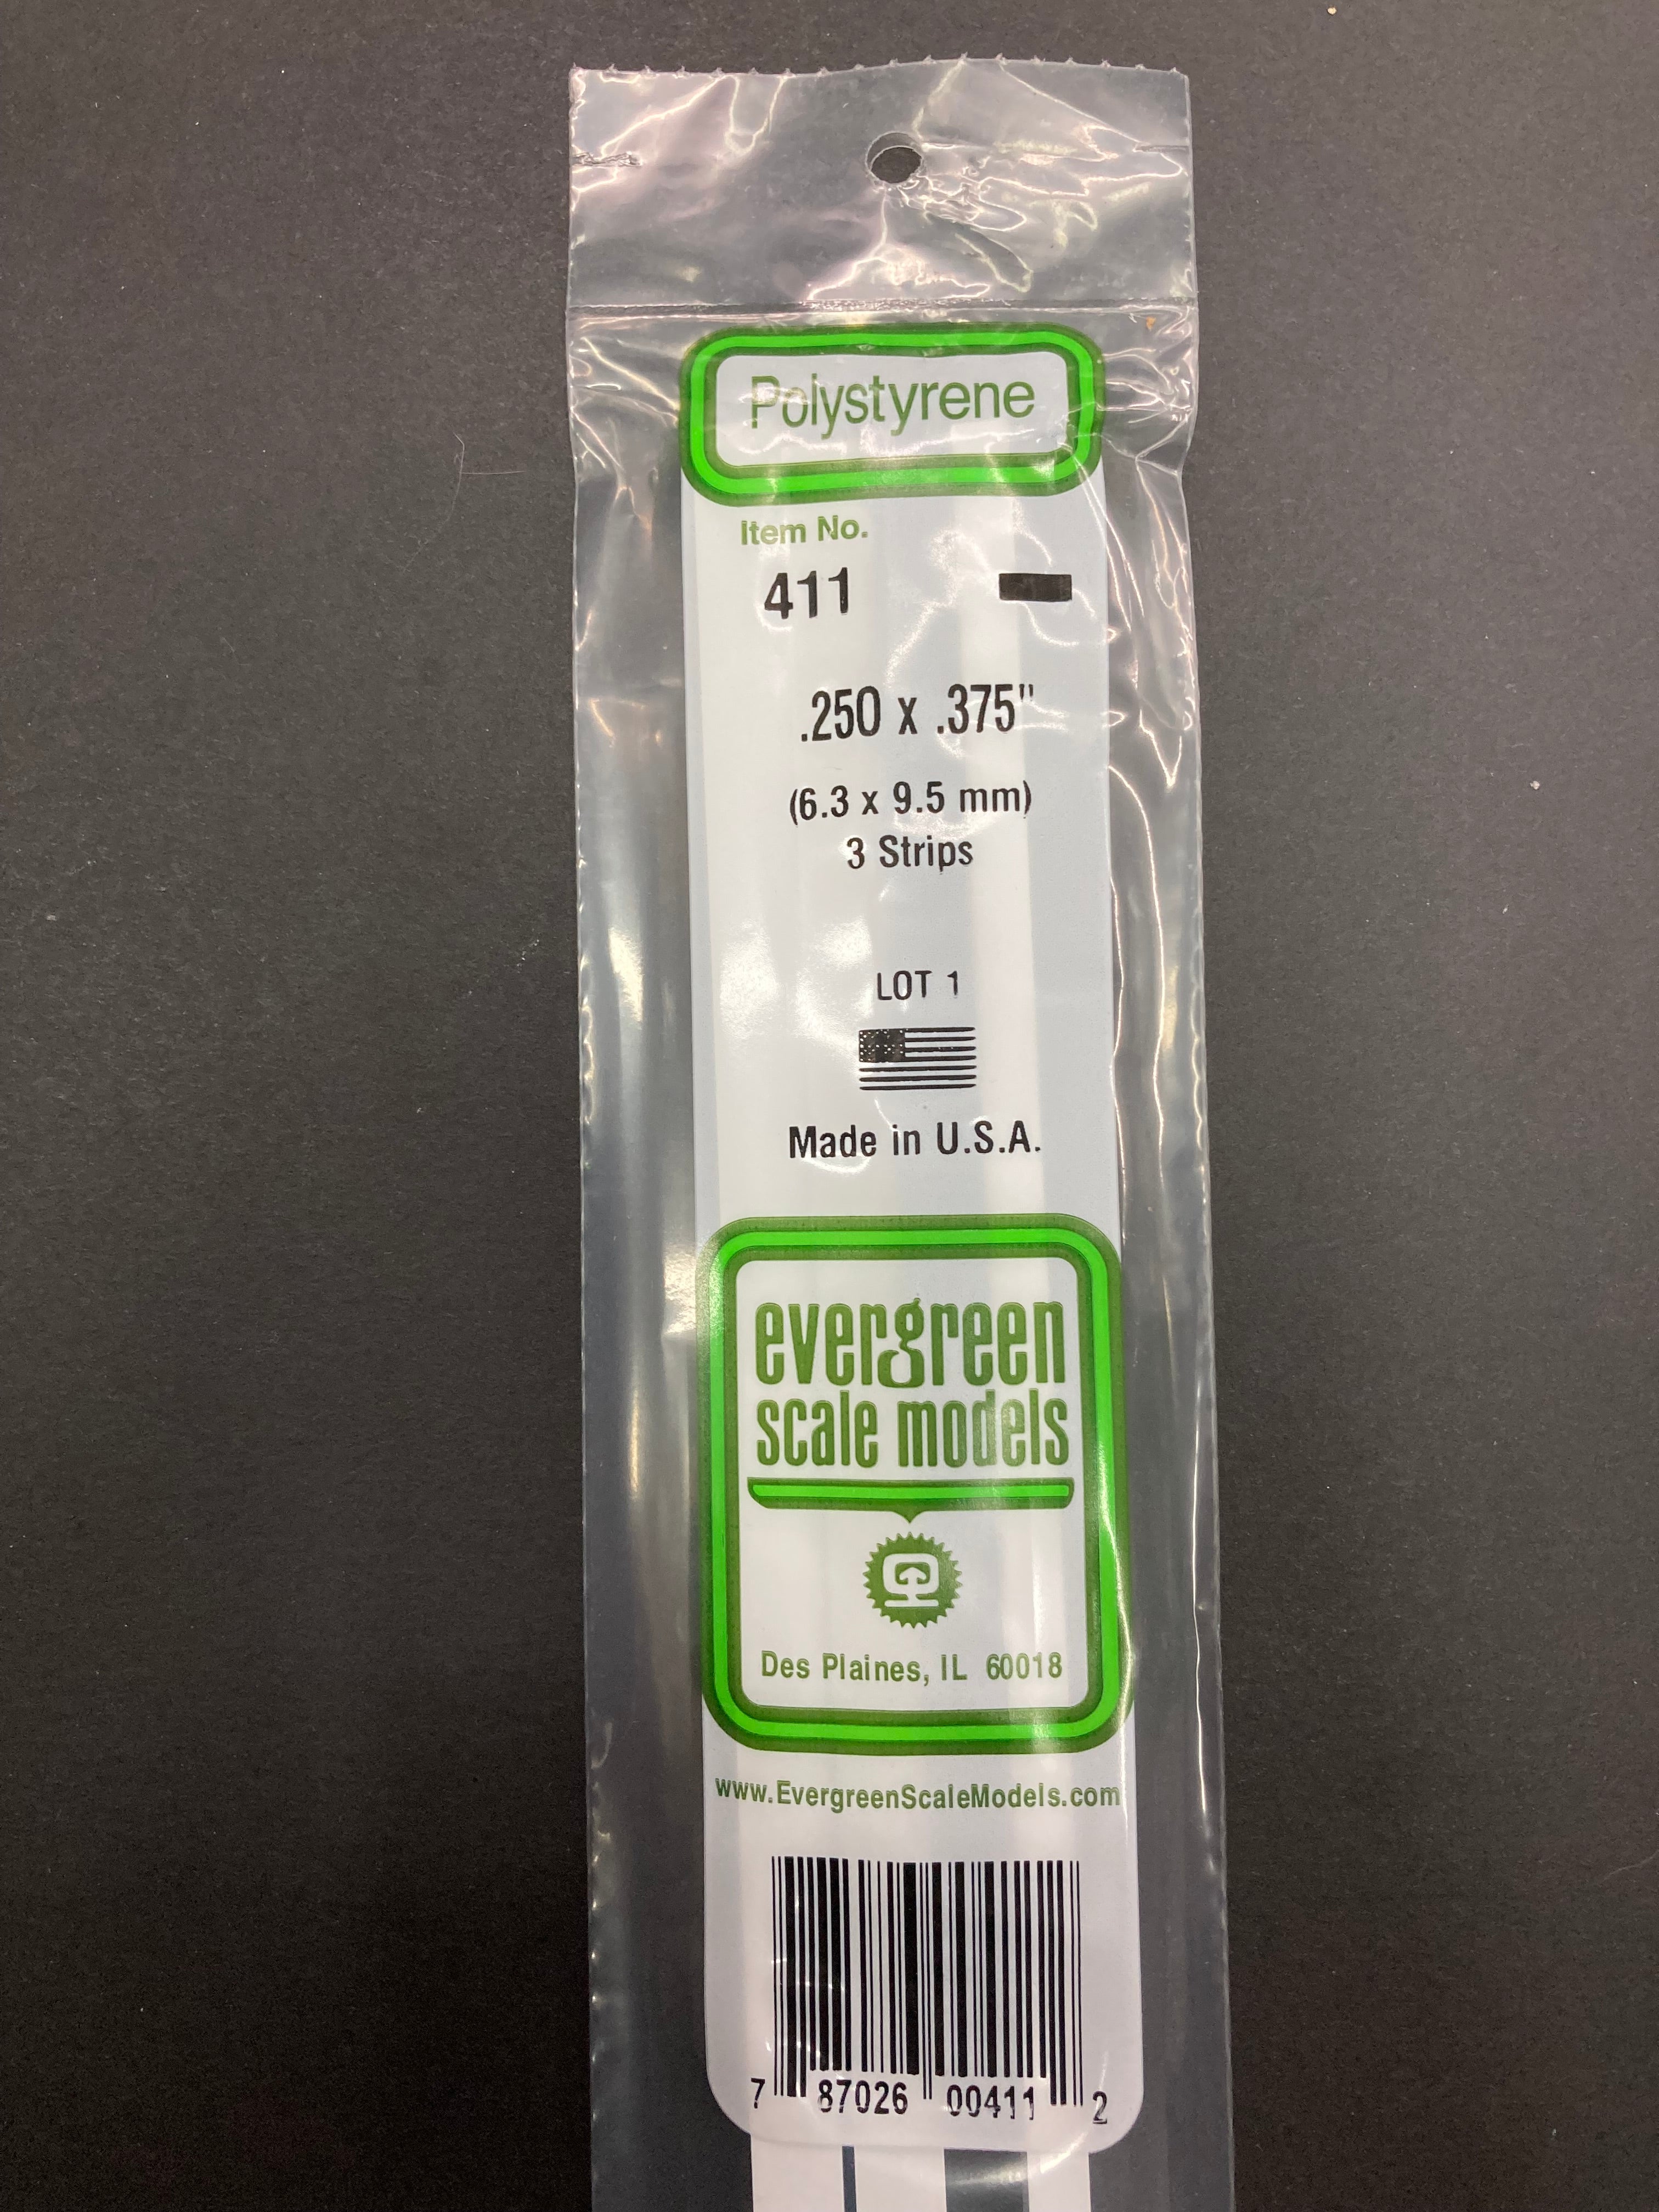 Polystyrene
Item No.
411
.250 x .375"
(6.3 x 9.5 mm)
3 Strips
LOT 1
Made in U.S.A.
evergreen
scale models
Des Plaines, IL 60018
www.EvergreenScaleModels.com
7 87026 00411 2